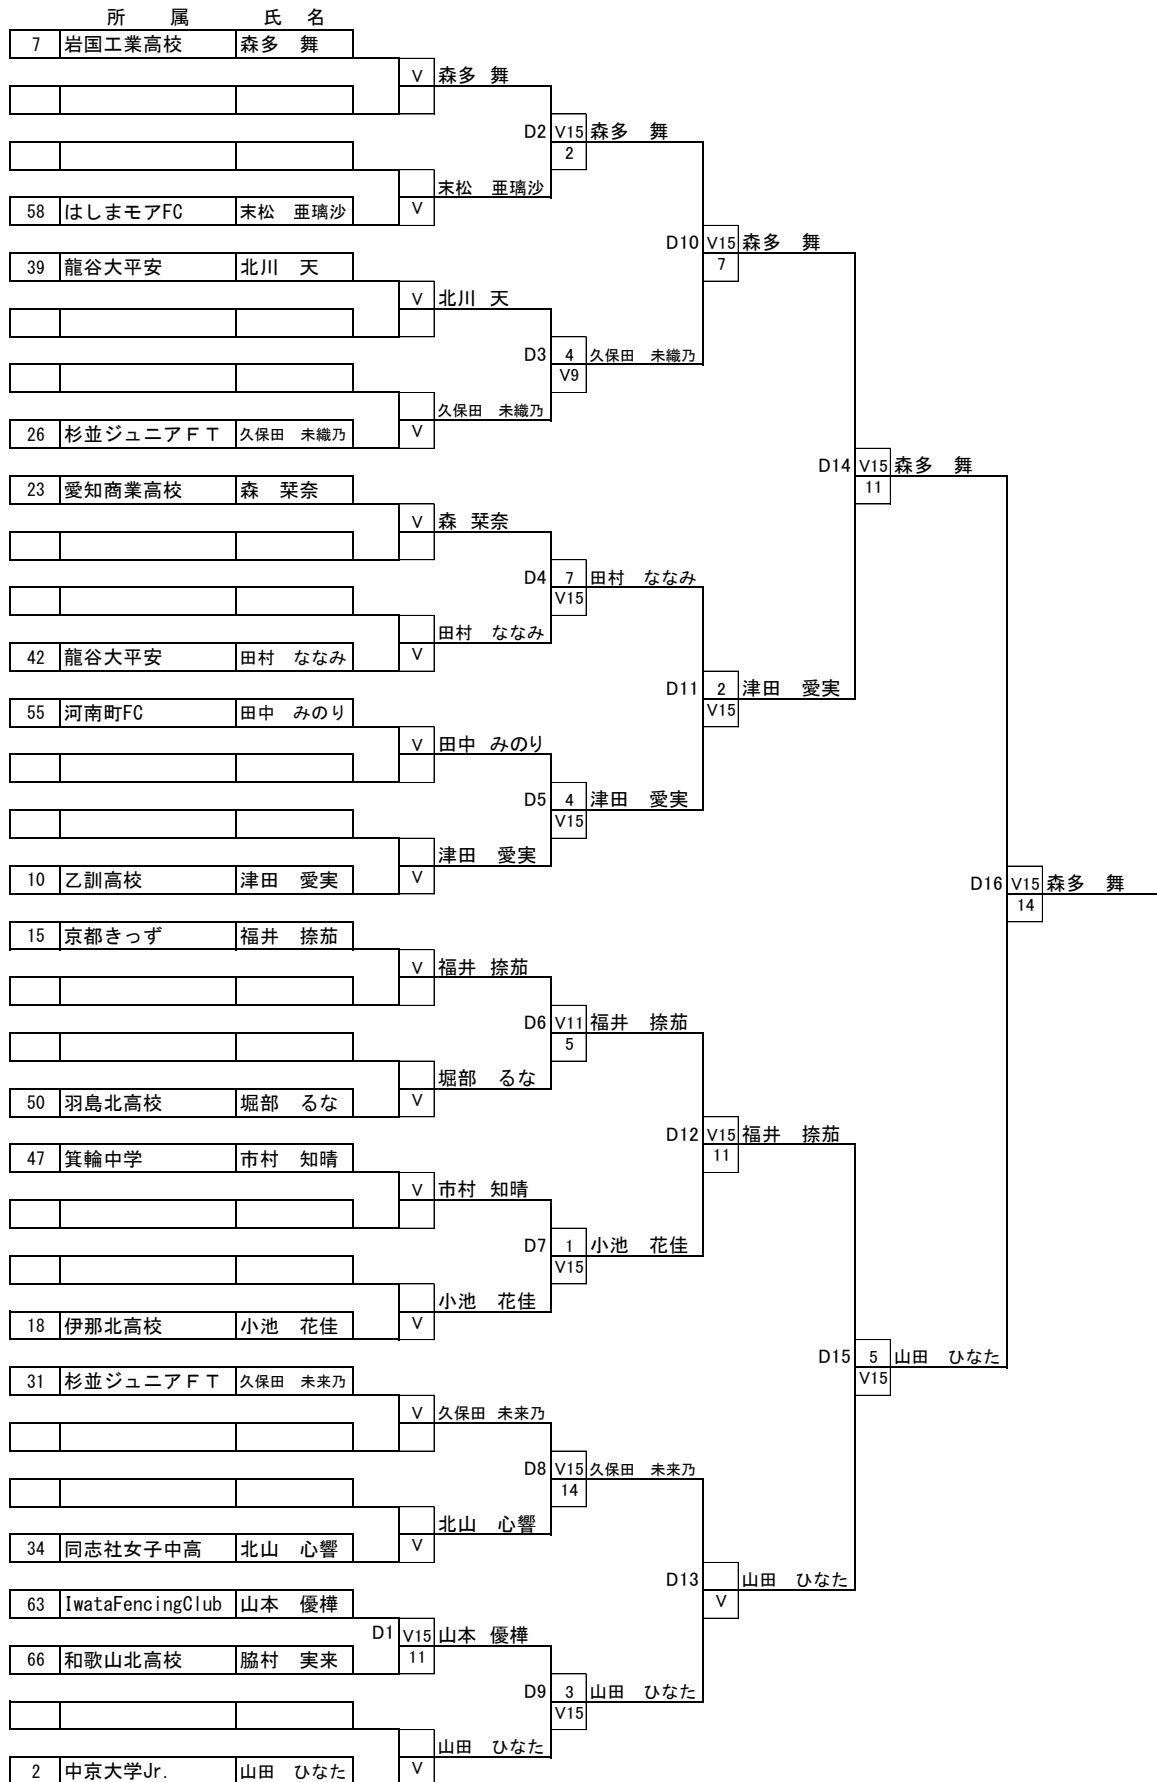 所　属　氏　名
7 岩国工業高校 森多　舞
V 森多 舞
D2 V15 森多　舞
2
末松　亜璃沙
58 はしまモアFC 末松　亜璃沙
V
D10 V15 森多　舞
7
39 龍谷大平安 北川　天
V 北川 天
D3 4 久保田　未織乃
V9
久保田　未織乃
26 杉並ジュニアＦＴ 久保田　未織乃
V
D14 V15 森多　舞
11
23 愛知商業高校 森　栞奈
V 森 栞奈
D4 7 田村　ななみ
V15
田村　ななみ
42 龍谷大平安 田村　ななみ
V
D11 2 津田　愛実
V15
55 河南町FC 田中　みのり
V 田中 みのり
D5 4 津田　愛実
V15
津田　愛実
10 乙訓高校 津田　愛実
V
D16 V15 森多　舞
14
15 京都きっず 福井　捺茄
V 福井 捺茄
D6 V11 福井　捺茄
5
堀部　るな
50 羽島北高校 堀部　るな
V
D12 V15 福井　捺茄
11
47 箕輪中学 市村　知晴
V 市村 知晴
D7 1 小池　花佳
V15
小池　花佳
18 伊那北高校 小池　花佳
V
D15 5 山田　ひなた
V15
31 杉並ジュニアＦＴ 久保田　未来乃
V 久保田 未来乃
D8 V15 久保田　未来乃
14
北山　心響
34 同志社女子中高 北山　心響
V
D13 山田　ひなた
V
63 IwataFencingClub 山本　優樺
D1 V15 山本 優樺
11
66 和歌山北高校 脇村　実来
D9 3 山田　ひなた
V15
山田　ひなた
2 中京大学Jr. 山田　ひなた
V